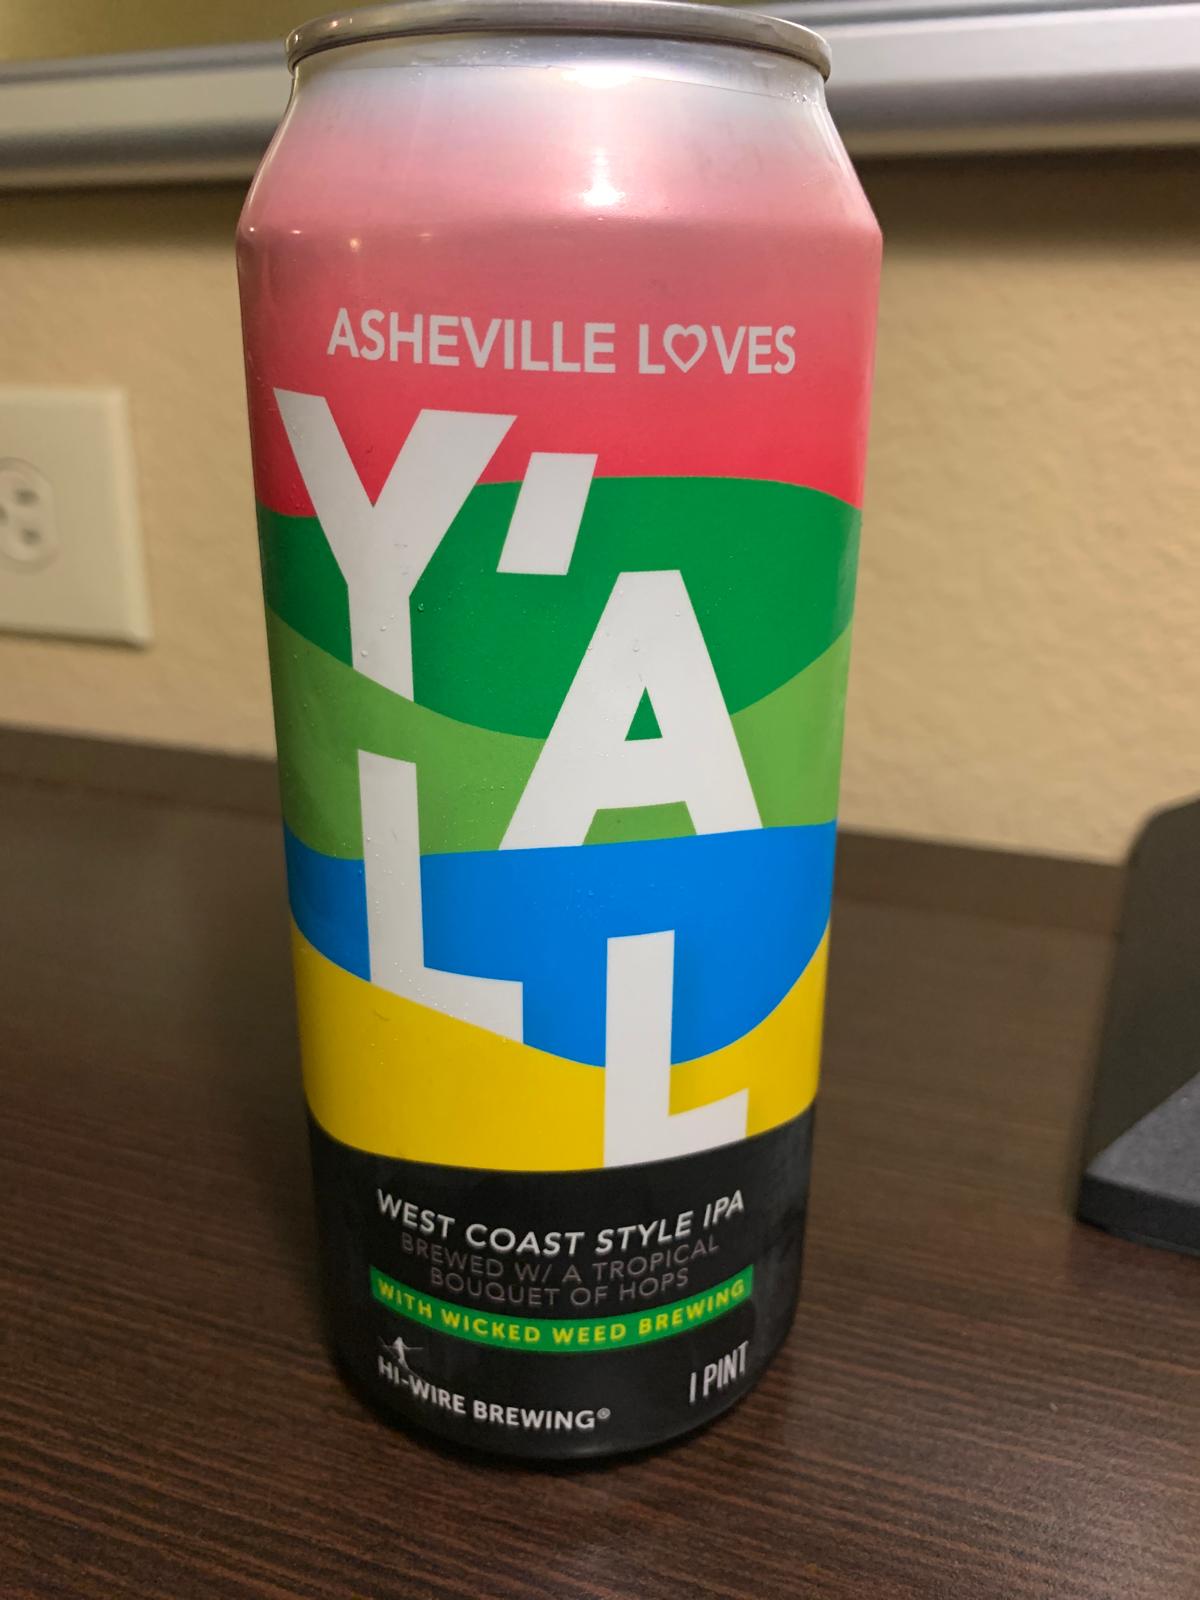 ASHEVILLE LOVES
Y'ALL
WEST COAST STYLE IPA
BREWED W/ A TROPICAL
BOUQUET OF HOPS
WITH WICKED WEED BREWING
HI-WIRE BREWING®
1 PINT